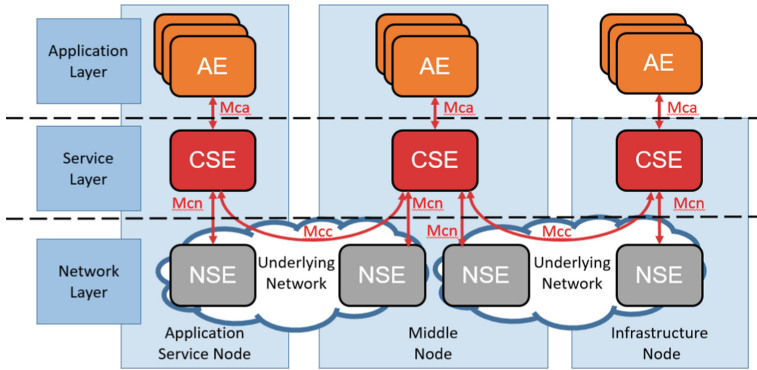 Application
Layer
AE
AE
AE
Mca
Mca
Mca
Service
Layer
CSE
CSE
CSE
Mcn
Mcn
Mcn
Mcn
Mcc
Mcc
Network
Layer
NSE
Underlying
Network
NSE
NSE
Underlying
Network
NSE
Application
Service Node
Middle
Node
Infrastructure
Node